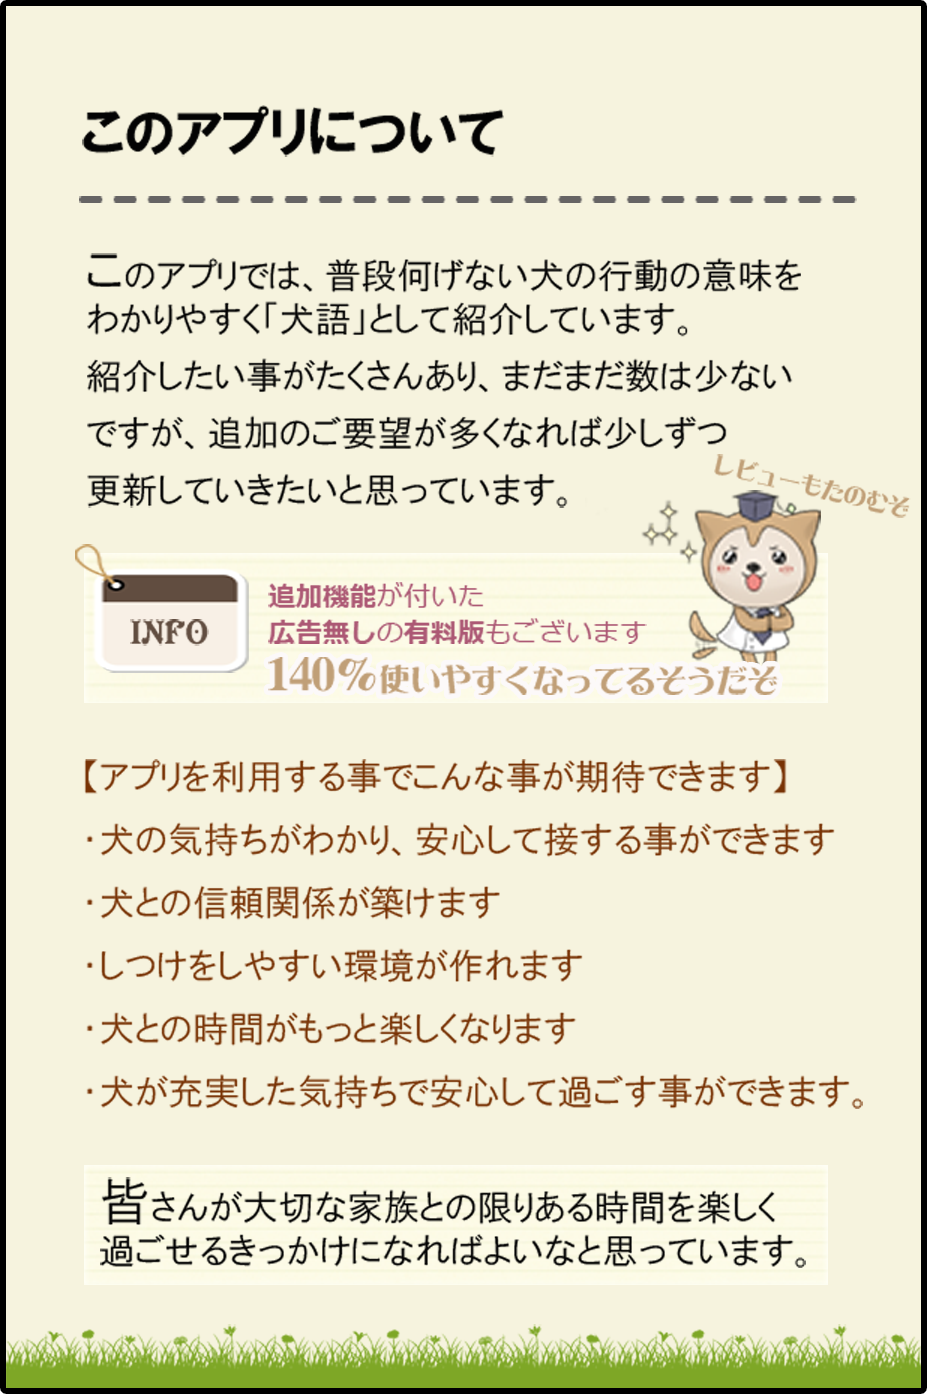 このアプリについて
このアプリでは、普段何げない犬の行動の意味を
わかりやすく「犬語」として紹介しています。
紹介したい事がたくさんあり、まだまだ数は少ない
ですが、追加のご要望が多くなれば少しずつ
更新していきたいと思っています。
レビューもたのむぞ
INFO
追加機能が付いた
広告無しの有料版もございます
140%使いやすくなってるそうだぞ
【アプリを利用する事でこんな事が期待できます】
・犬の気持ちがわかり、安心して接する事ができます
・犬との信頼関係が築けます
・しつけをしやすい環境が作れます
・犬との時間がもっと楽しくなります
・犬が充実した気持ちで安心して過ごす事ができます。
皆さんが大切な家族との限りある時間を楽しく
過ごせるきっかけになればよいなと思っています。